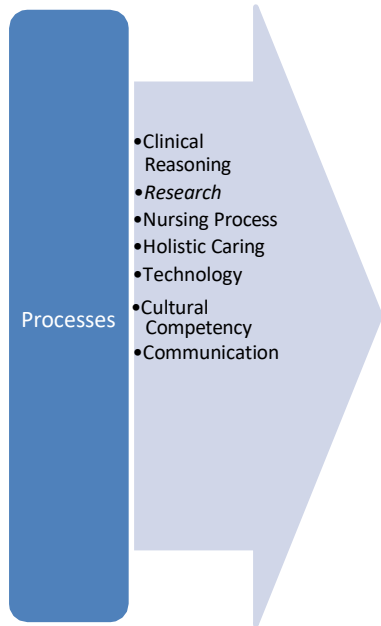 Processes
•Clinical
Reasoning
•Research
•Nursing Process
•Holistic Caring
•Technology
•Cultural
Competency
•Communication